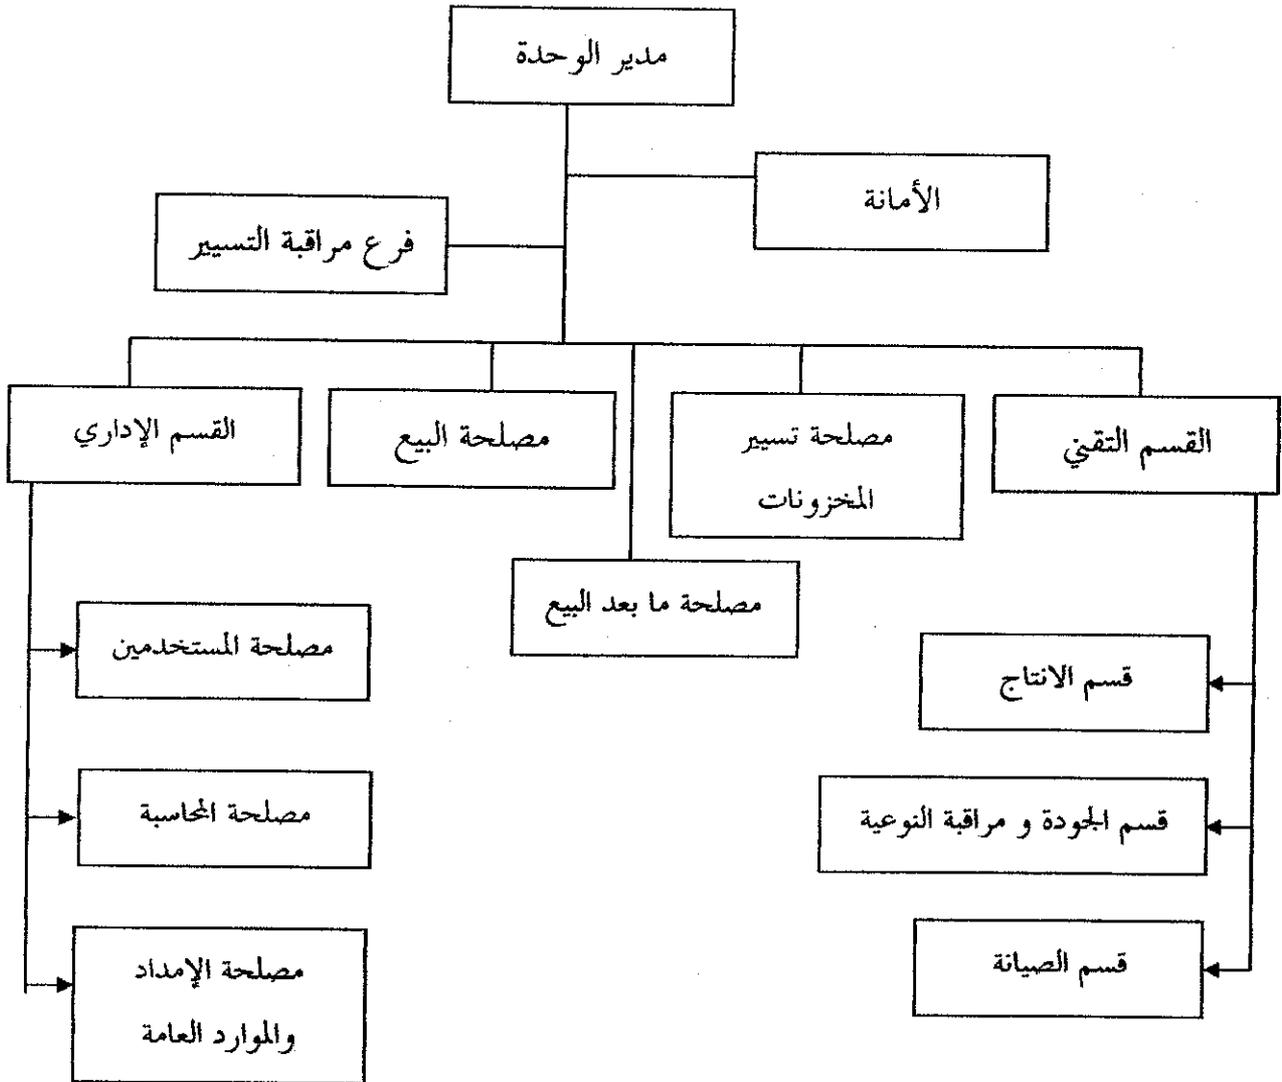 مدير الوحدة
الأمانة
فرع مراقبة التسيير
القسم التقني
مصلحة تسيير
المخزونات
مصلحة البيع
القسم الإداري
مصلحة ما بعد البيع
قسم الانتاج
قسم الجودة و مراقبة النوعية
قسم الصيانة
مصلحة المستخدمين
مصلحة المحاسبة
مصلحة الإمداد
والموارد العامة